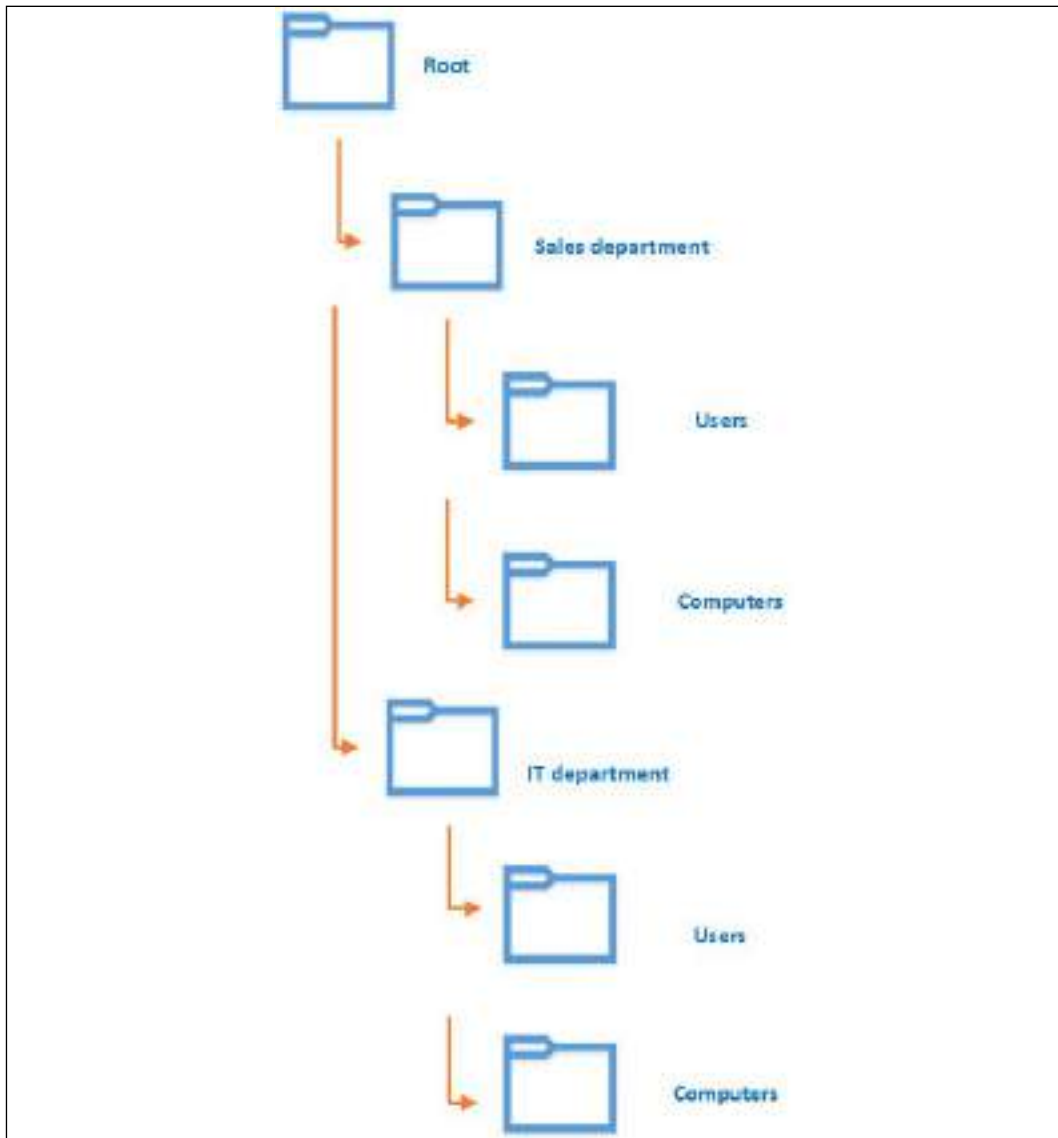 Root
Sales department
Users
Computers
IT department
Users
Computers